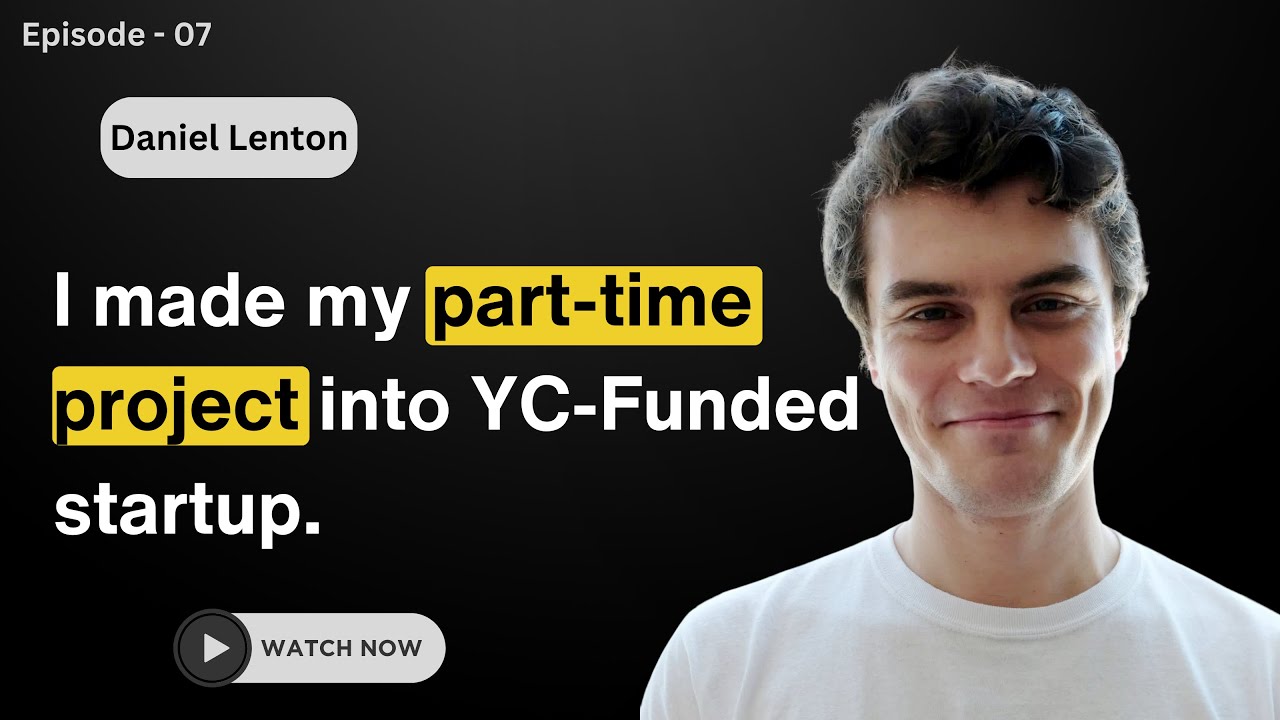 Episode - 07
Daniel Lenton
I made my part-time
project into YC-Funded
startup.
WATCH NOW